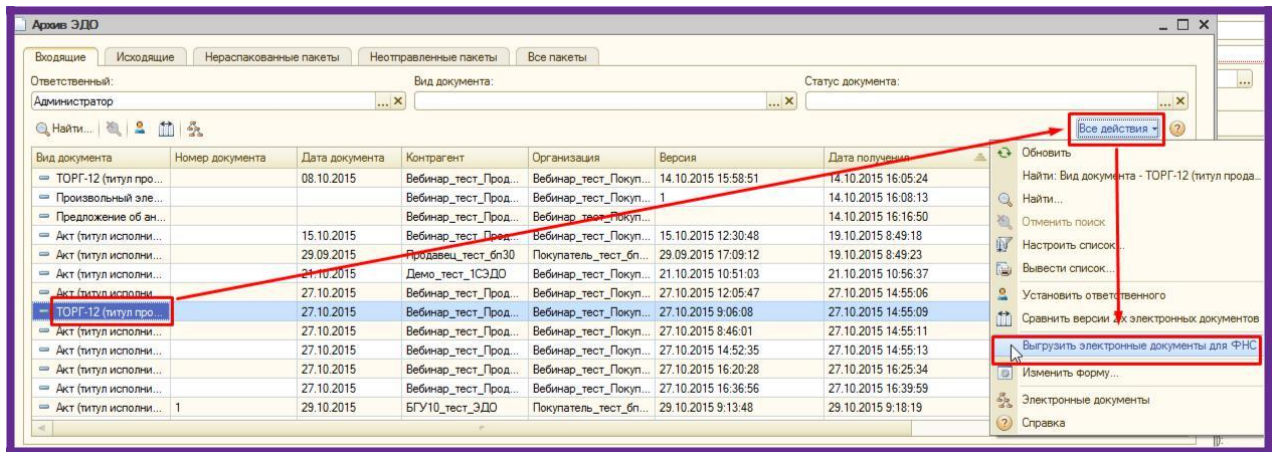 Архив ЭДО
Входящие Исходящие Нераспакованные пакеты Неотправленные пакеты Все пакеты
Ответственный: Вид документа: Статус документа:
Администратор ... X ... X ... X ...
Найти... Все действия
Вид документа Номер документа Дата документа Контрагент Организация Версия Дата получения
ТОРГ-12 (титул про... 08.10.2015 Вебинар_тест_Прод... Вебинар_тест_Покуп... 14.10.2015 15:58:51 14.10.2015 16:05:24
Произвольный эле... Вебинар_тест_Прод... Вебинар_тест_Покуп... 1 14.10.2015 16:08:13
Предложение об ан... Вебинар_тест_Прод... Вебинар_тест_Покуп... 14.10.2015 16:16:50
Акт (титул исполни... 15.10.2015 Вебинар_тест_Прод... Вебинар_тест_Покуп... 15.10.2015 12:30:48 19.10.2015 8:49:18
Акт (титул исполни... 29.09.2015 Продавец_тест_бп30 Покупатель_тест_бп... 29.09.2015 17:09:12 19.10.2015 8:49:23
Акт (титул исполни... 21.10.2015 Демо_тест_1СЭДО Вебинар_тест_Покуп... 21.10.2015 10:51:03 21.10.2015 10:56:37
Акт (титул исполни... 27.10.2015 Вебинар_тест_Прод... Вебинар_тест_Покуп... 27.10.2015 12:05:47 27.10.2015 14:55:06
ТОРГ-12 (титул про... 27.10.2015 Вебинар_тест_Прод... Вебинар_тест_Покуп... 27.10.2015 9:06:08 27.10.2015 14:55:09
Акт (титул исполни... 27.10.2015 Вебинар_тест_Прод... Вебинар_тест_Покуп... 27.10.2015 8:46:01 27.10.2015 14:55:11
Акт (титул исполни... 27.10.2015 Вебинар_тест_Прод... Вебинар_тест_Покуп... 27.10.2015 14:52:35 27.10.2015 14:55:13
Акт (титул исполни... 27.10.2015 Вебинар_тест_Прод... Вебинар_тест_Покуп... 27.10.2015 16:20:28 27.10.2015 16:25:34
Акт (титул исполни... 27.10.2015 Вебинар_тест_Прод... Вебинар_тест_Покуп... 27.10.2015 16:36:56 27.10.2015 16:39:59
Акт (титул исполни... 1 29.10.2015 БГУ10_тест_ЭДО Покупатель_тест_бп... 29.10.2015 9:13:48 29.10.2015 9:18:19
Обновить
Найти: Вид документа - ТОРГ-12 (титул прода...
Найти...
Отменить поиск
Настроить список...
Вывести список...
Установить ответственного
Сравнить версии 2х электронных документов
Выгрузить электронные документы для ФНС
Изменить форму...
Электронные документы
Справка